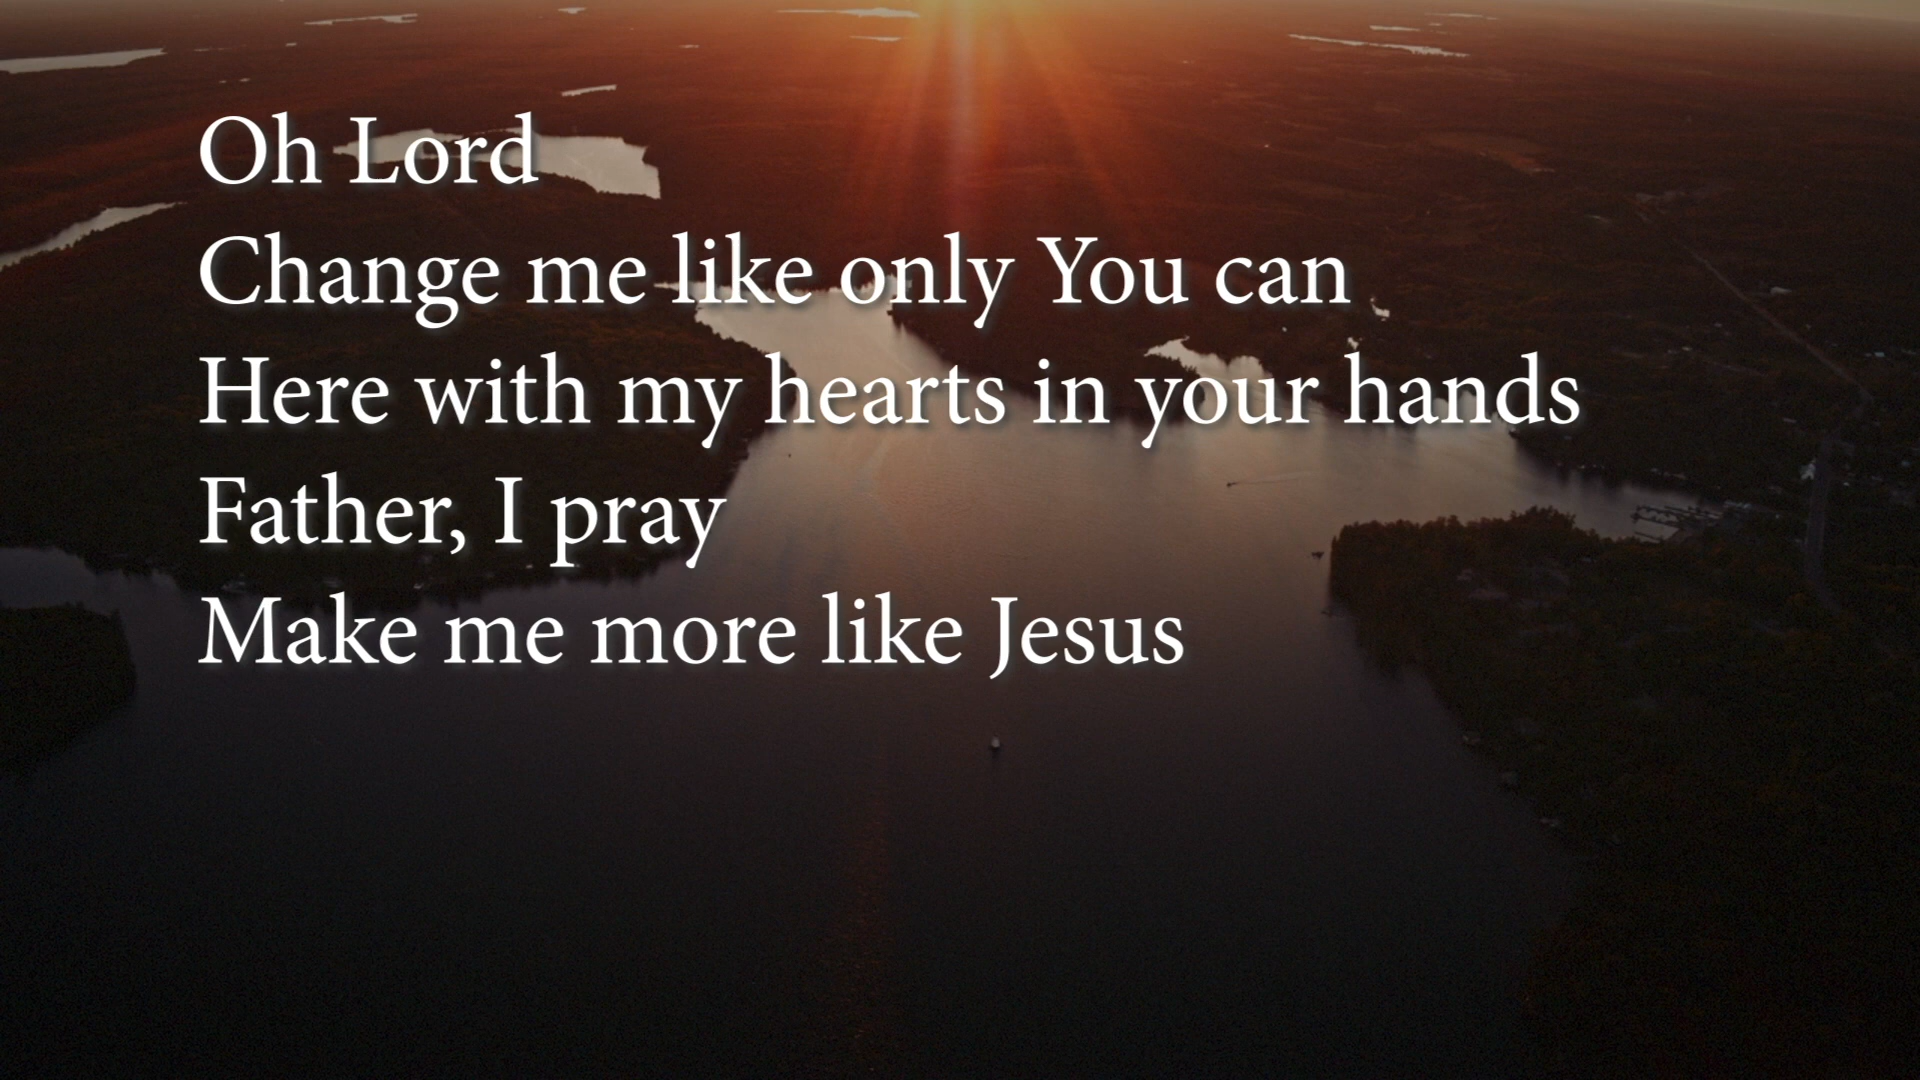 Oh Lord
Change me like only You can
Here with my hearts in your hands
Father, I pray
Make me more like Jesus